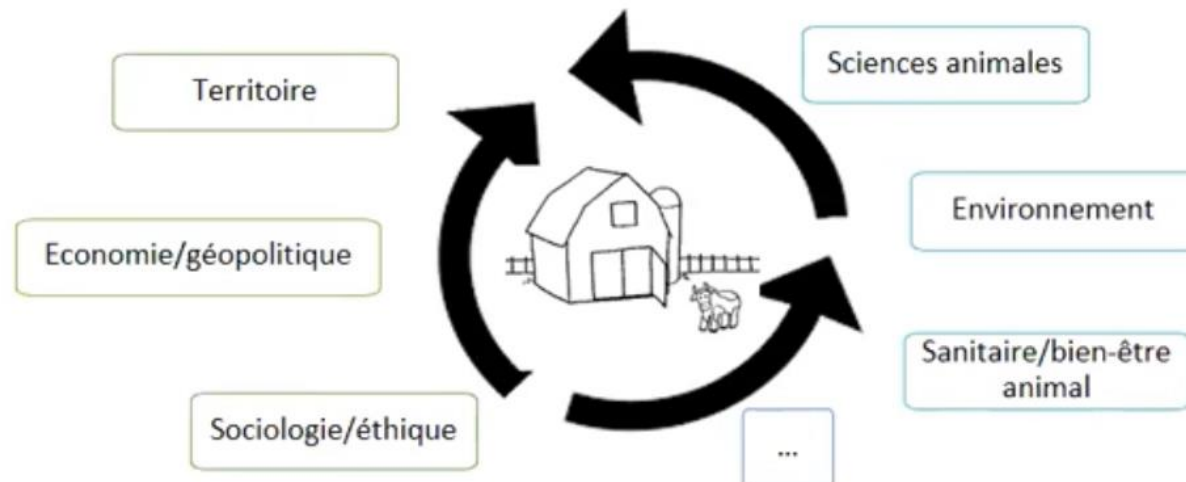 Territoire
Sciences animales
Economie/géopolitique
Environnement
Sociologie/éthique
Sanitaire/bien-être
animal
...